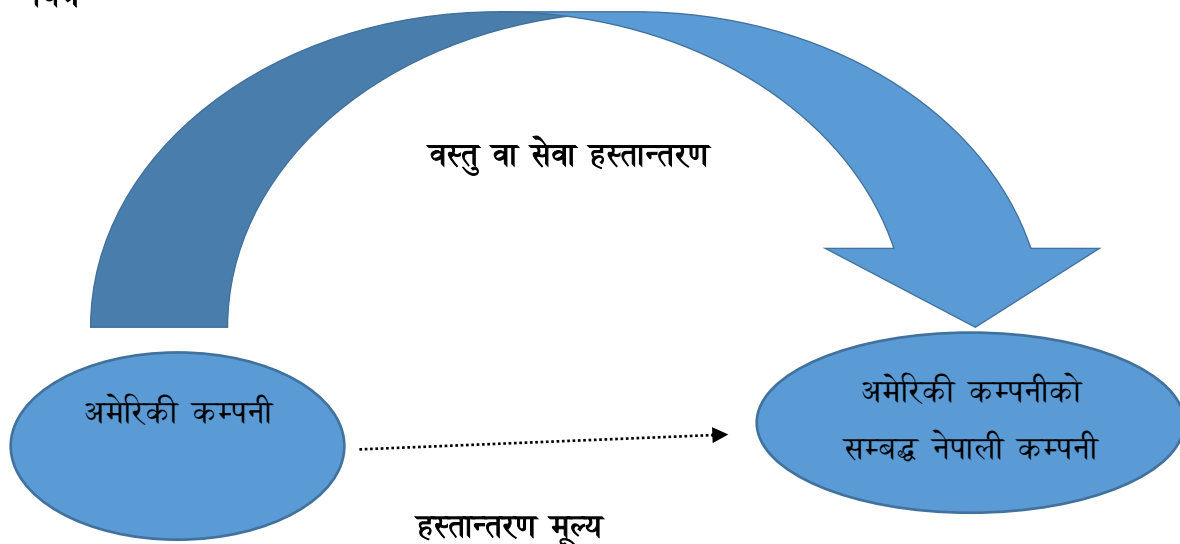 वस्तु वा सेवा हस्तान्तरण
अमेरिकी कम्पनी
अमेरिकी कम्पनीको
सम्बद्ध नेपाली कम्पनी
हस्तान्तरण मूल्य